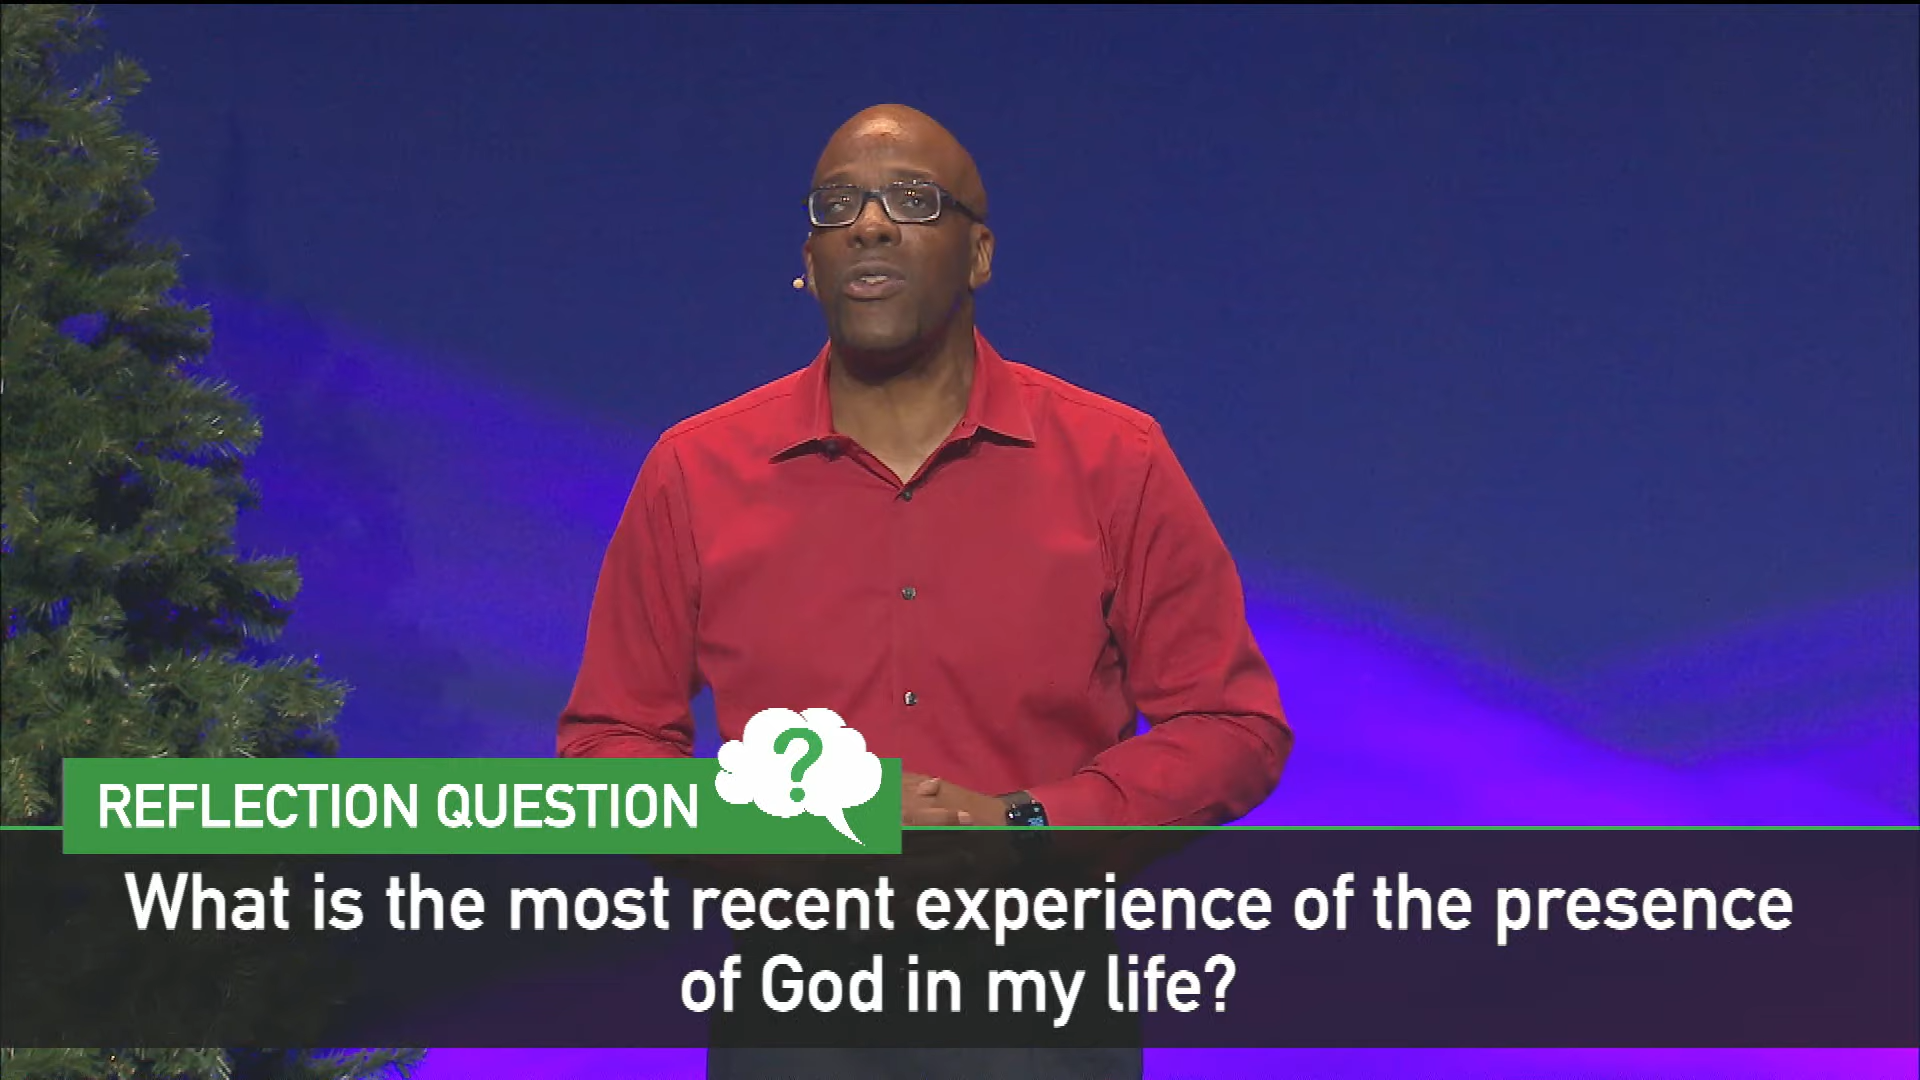 REFLECTION QUESTION
?
What is the most recent experience of the presence
of God in my life?